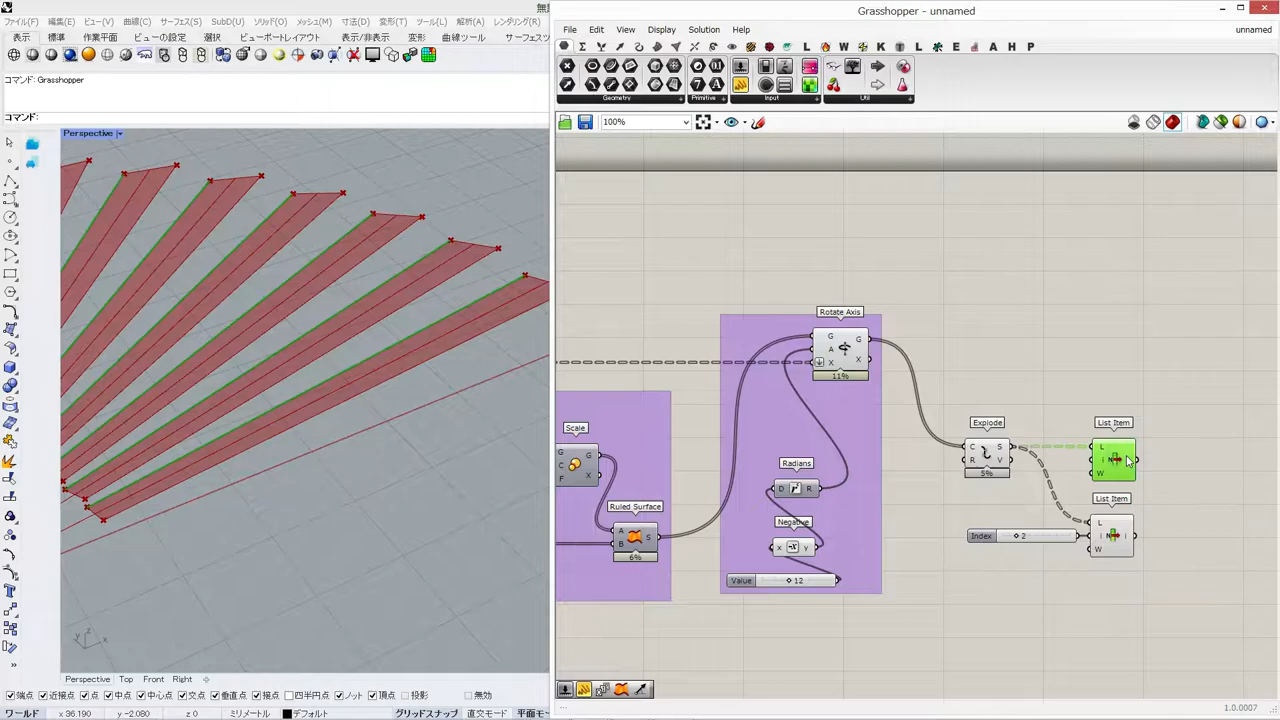 無
ファイル(F) 編集(E) ビュー(V) 曲線(C) サーフェス(S) SubD(U) ソリッド(O) メッシュ(M) 寸法(D) 変形(T) ツール(L) 解析(A) レンダリング(R)
表示 標準 作業平面 ビューの設定 選択 ビューポートレイアウト 表示/非表示 変形 曲線ツール サーフェス
コマンド: Grasshopper
コマンド:
Perspective
z
y x
Perspective Top Front Right
端点 近接点 点 中点 中心点 交点 垂直点 接点 四半円点 ノット 頂点 投影 無効
ワールド x 36.190 y -2.080 z 0 ミリメートル デフォルト グリッドスナップ 直交モード 平面モー
Grasshopper - unnamed
File Edit View Display Solution Help unnamed
L W K L E A H P
Geometry Primitive Input Util
100%
Rotate Axis
G A X G X
11%
Scale
G F G X
Ruled Surface
A B S
6%
Radians
D R
Negative
x -x y
Value 12
Explode
C R S V
5%
List Item
L i W
List Item
L i W i
Index 2
1.0.0007